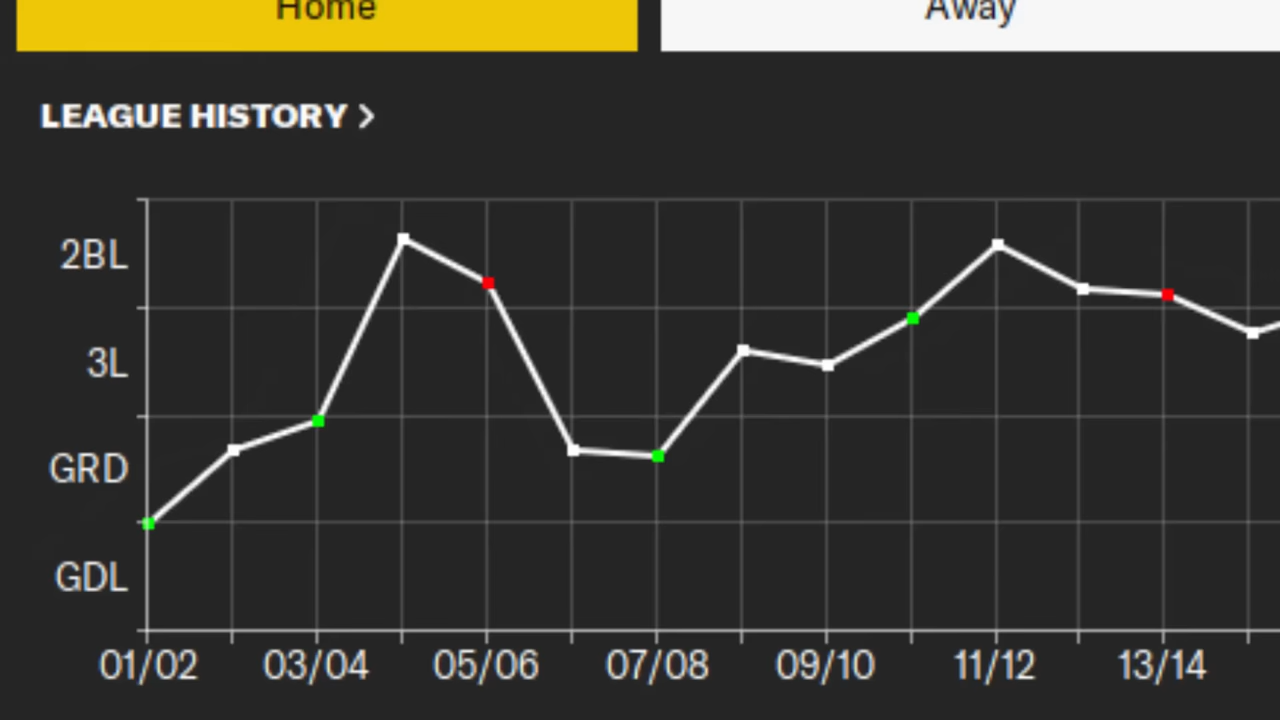 Home
Away
LEAGUE HISTORY >
2BL
3L
GRD
GDL
01/02 03/04 05/06 07/08 09/10 11/12 13/14